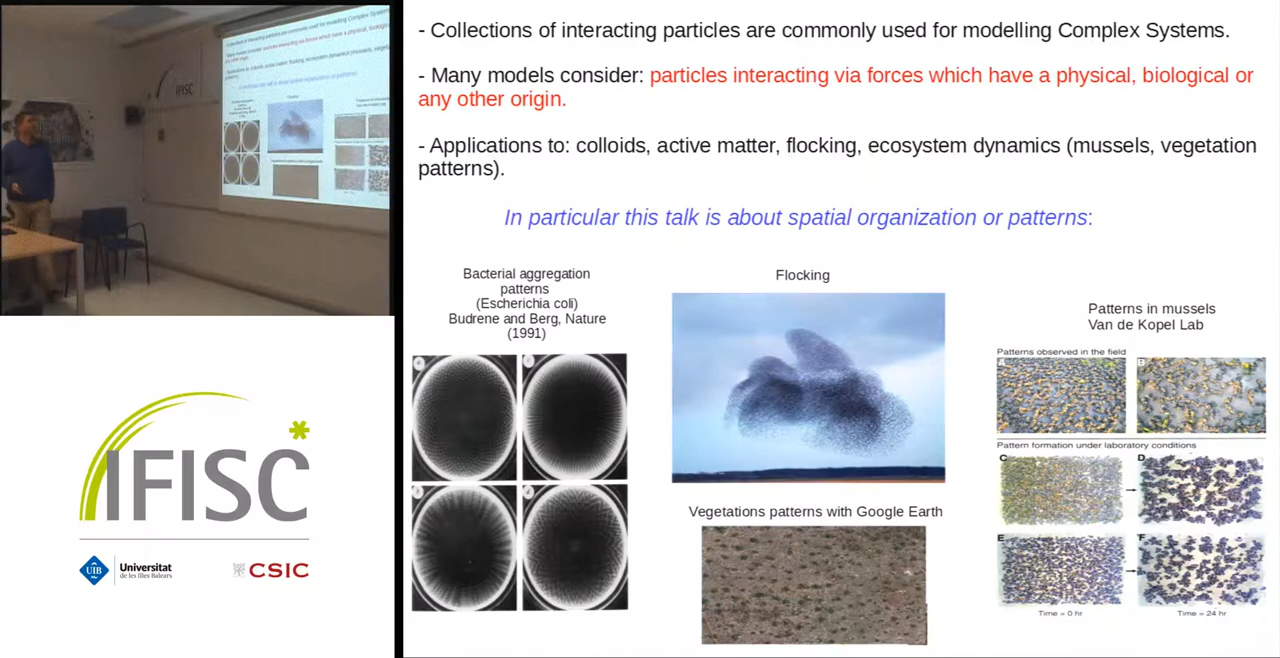 - Collections of interacting particles are commonly used for modelling Complex Systems.
- Many models consider: particles interacting via forces which have a physical, biological or
any other origin.
- Applications to: colloids, active matter, flocking, ecosystem dynamics (mussels, vegetation
patterns).
In particular this talk is about spatial organization or patterns:
Bacterial aggregation
patterns
(Escherichia coli)
Budrene and Berg, Nature
(1991)
Flocking
Vegetations patterns with Google Earth
Patterns in mussels
Van de Kopel Lab
Patterns observed in the field
A
B
Pattern formation under laboratory conditions
C
D
E
F
Time = 0 hr
Time = 24 hr
IFISC
UIB
Universitat
de les Illes Balears
CSIC
IFISC